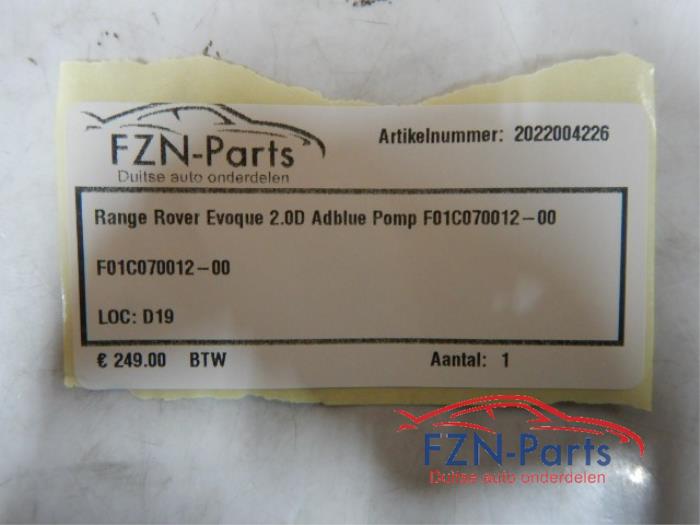 FZN-Parts
Duitse auto onderdelen
Artikelnummer: 2022004226
Range Rover Evoque 2.0D Adblue Pomp F01C070012-00
F01C070012-00
LOC: D19
€ 249.00 BTW
Aantal: 1
FZN-Parts
Duitse auto onderdelen